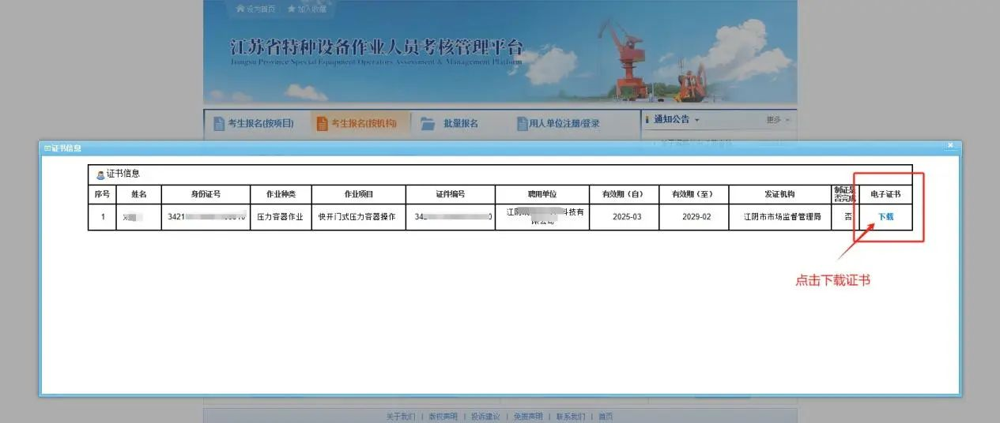 设为首页 加入收藏
江苏省特种设备作业人员考核管理平台
Jiangsu Province Special Equipment Operators Assessment & Management Platform
考生报名(按项目) 考生报名(按机构) 批量报名 用人单位注册/登录 通知公告 更多
证书信息
证书信息
序号 姓名 身份证号 作业种类 作业项目 证件编号 聘用单位 有效期（自） 有效期（至） 发证机构 制证是否完成 电子证书
1 3421 压力容器作业 快开门式压力容器操作 34 0 江阴 科技有限公司 2025-03 2029-02 江阴市市场监督管理局 否 下载
点击下载证书
关于我们 | 版权声明 | 投诉建议 | 免责声明 | 联系我们 | 首页